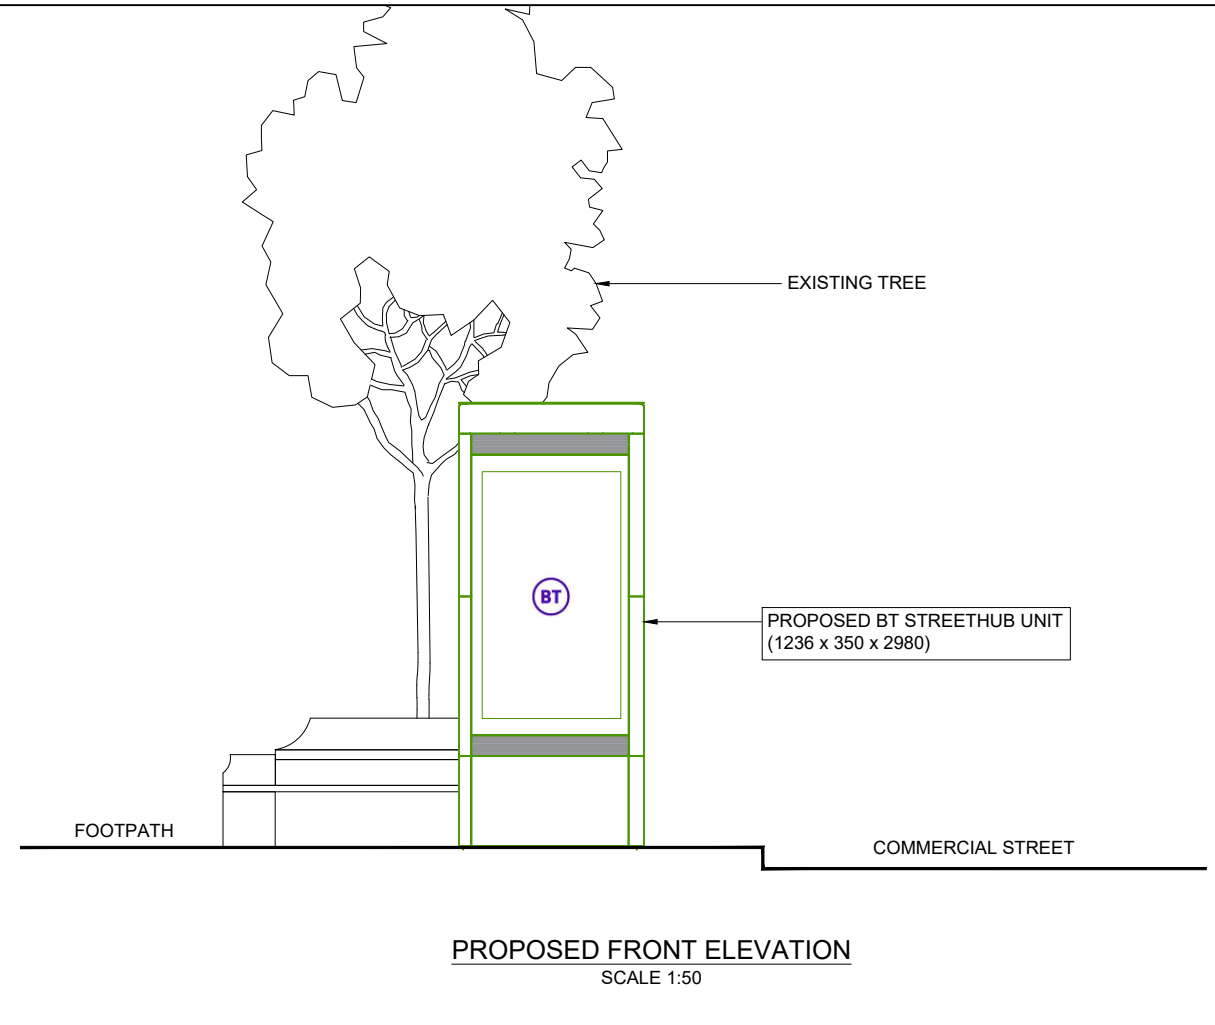 EXISTING TREE
BT
PROPOSED BT STREETHUB UNIT
(1236 x 350 x 2980)
FOOTPATH
COMMERCIAL STREET
PROPOSED FRONT ELEVATION
SCALE 1:50